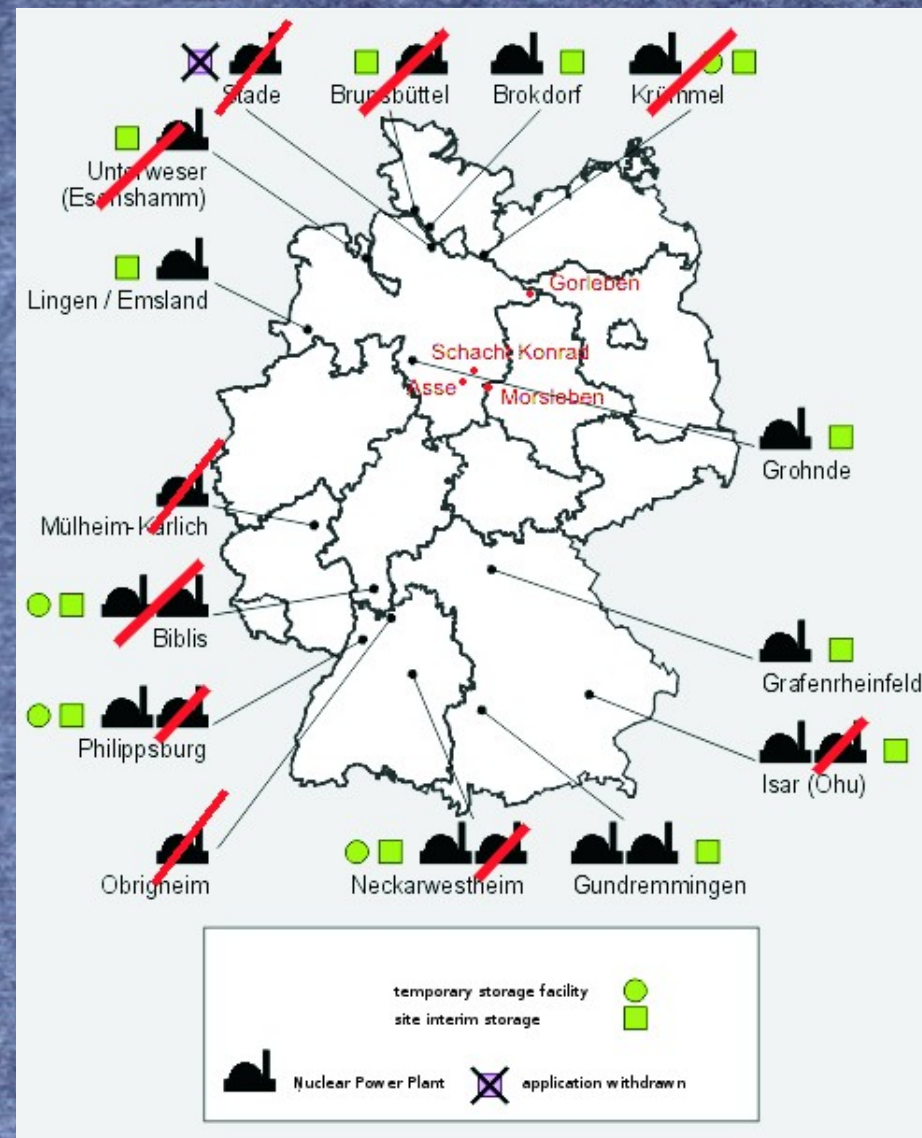 Stade
Brunsbüttel
Brokdorf
Krümmel
Unterweser
(Esenshamm)
Lingen / Emsland
Gorleben
Schacht Konrad
Asse
Morsleben
Grohnde
Mülheim-Kärlich
Biblis
Grafenrheinfeld
Philippsburg
Isar (Ohu)
Obrigheim
Neckarwestheim
Gundremmingen
temporary storage facility
site interim storage
Nuclear Power Plant
application withdrawn